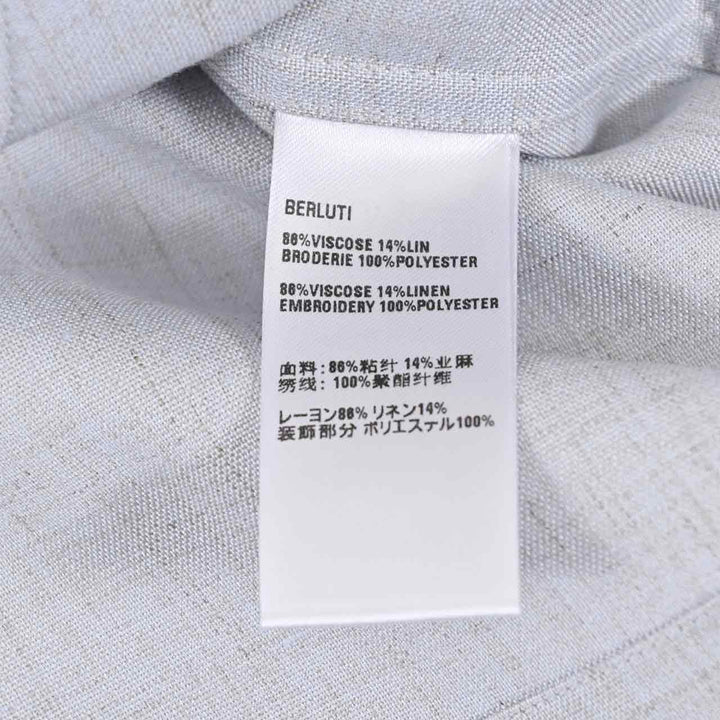 BERLUTI
86%VISCOSE 14%LIN
BRODERIE 100%POLYESTER
86%VISCOSE 14%LINEN
EMBROIDERY 100%POLYESTER
面料: 86%粘纤 14%亚麻
绣线: 100%聚酯纤维
レーヨン86% リネン14%
装飾部分 ポリエステル100%